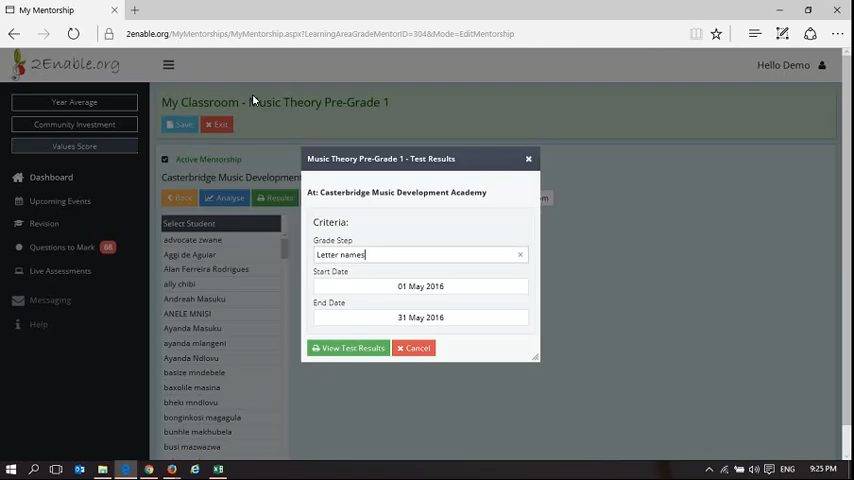 My Mentorship
2enable.org/MyMentorships/MyMentorship.aspx?LearningAreaGradeMentorID=304&Mode=EditMentorship
2Enable.org
Hello Demo
Year Average
Community Investment
Values Score
Dashboard
Upcoming Events
Revision
Questions to Mark 68
Live Assessments
Messaging
Help
My Classroom - Music Theory Pre-Grade 1
Save
Exit
Active Mentorship
Casterbridge Music Development
Back
Analyse
Results
Select Student
advocate zwane
Aggi de Aguiar
Alan Ferreira Rodrigues
ally chibi
Andreah Masuku
ANELE MNISI
Ayanda Masuku
ayanda mlangeni
Ayanda Ndlovu
basize mndebele
baxolile masina
bheki mndlovu
bonginkosi magagula
bunhle makhubela
busi mazwazwa
Music Theory Pre-Grade 1 - Test Results
At: Casterbridge Music Development Academy
Criteria:
Grade Step
Letter names
Start Date
01 May 2016
End Date
31 May 2016
View Test Results
Cancel
ENG
9:25 PM